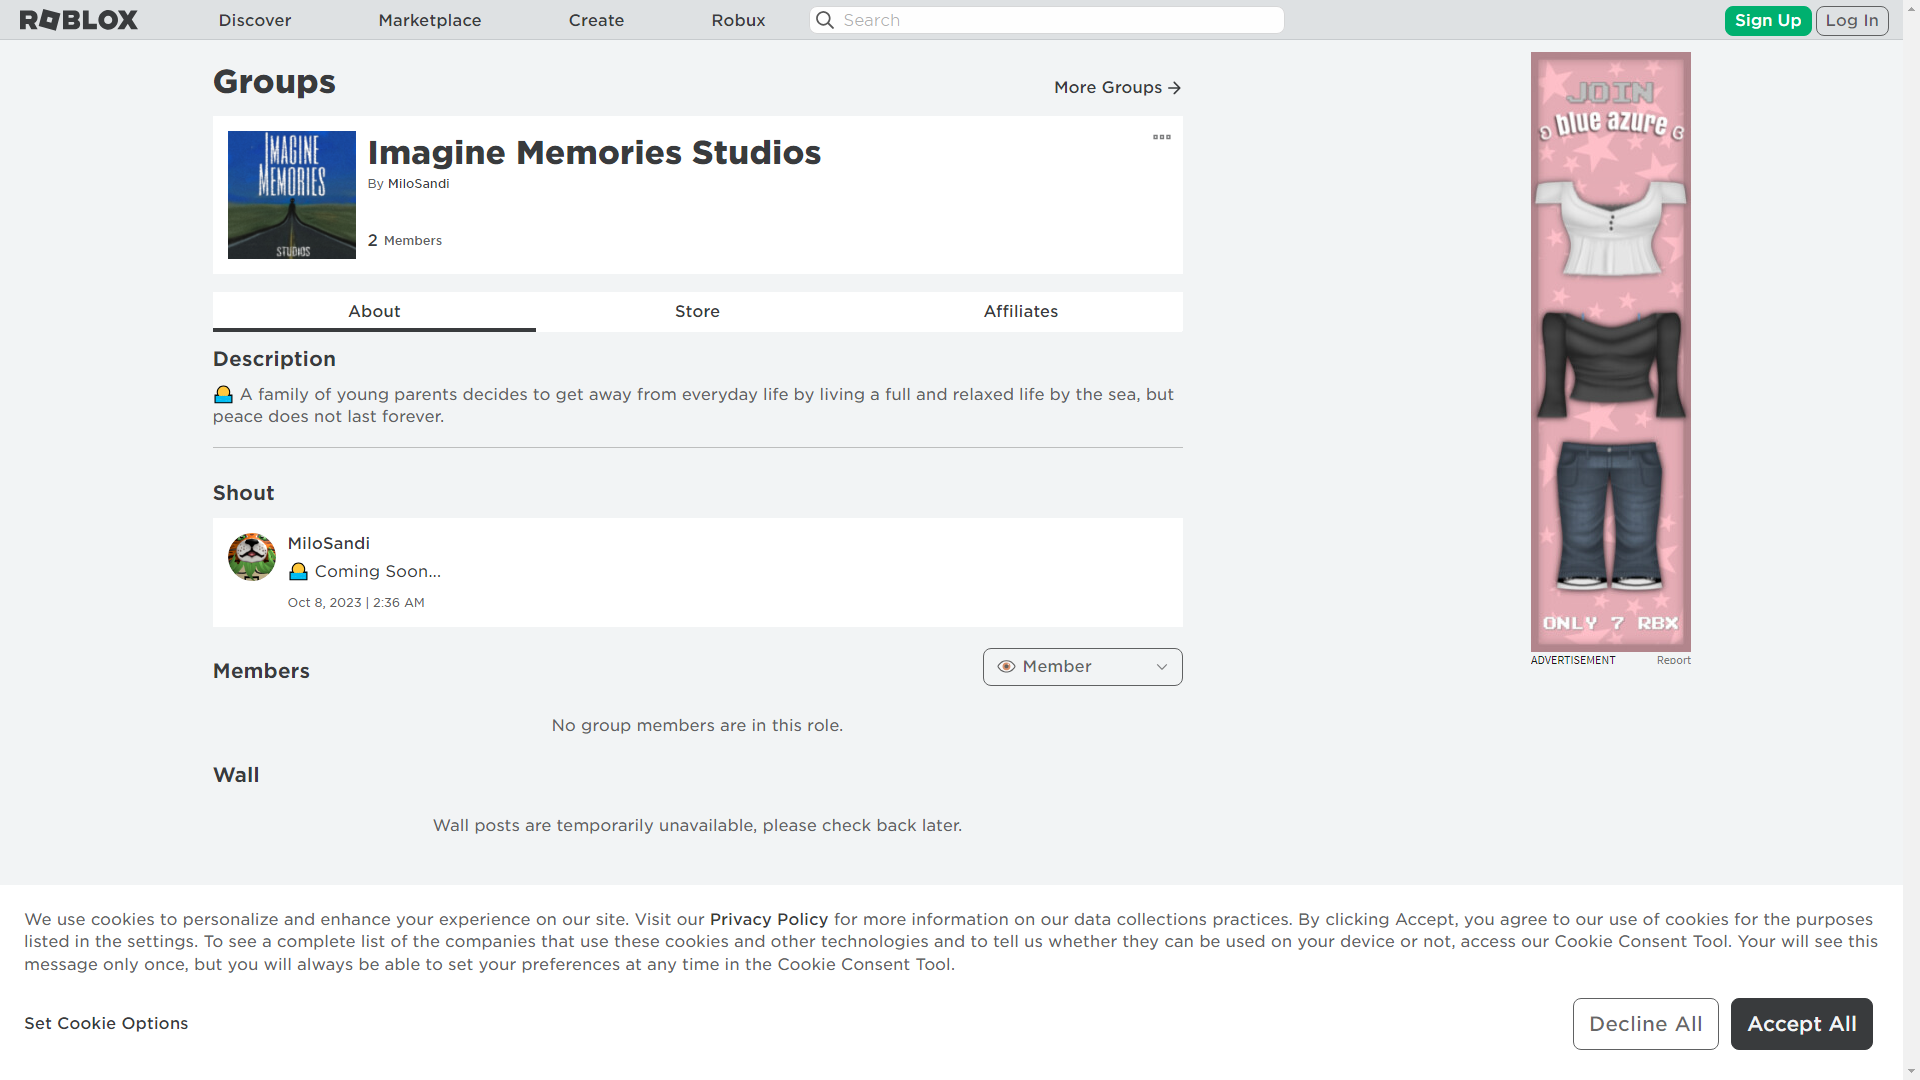 ROBLOX
Discover
Marketplace
Create
Robux
Search
Sign Up
Log In
Groups
More Groups
IMAGINE
MEMORIES
STUDIOS
Imagine Memories Studios
By MiloSandi
2 Members
About
Store
Affiliates
Description
A family of young parents decides to get away from everyday life by living a full and relaxed life by the sea, but
peace does not last forever.
Shout
MiloSandi
Coming Soon...
Oct 8, 2023 | 2:36 AM
Members
Member
No group members are in this role.
Wall
Wall posts are temporarily unavailable, please check back later.
JOIN
blue azure
ONLY 7 RBX
ADVERTISEMENT
Report
We use cookies to personalize and enhance your experience on our site. Visit our Privacy Policy for more information on our data collections practices. By clicking Accept, you agree to our use of cookies for the purposes
listed in the settings. To see a complete list of the companies that use these cookies and other technologies and to tell us whether they can be used on your device or not, access our Cookie Consent Tool. Your will see this
message only once, but you will always be able to set your preferences at any time in the Cookie Consent Tool.
Set Cookie Options
Decline All
Accept All